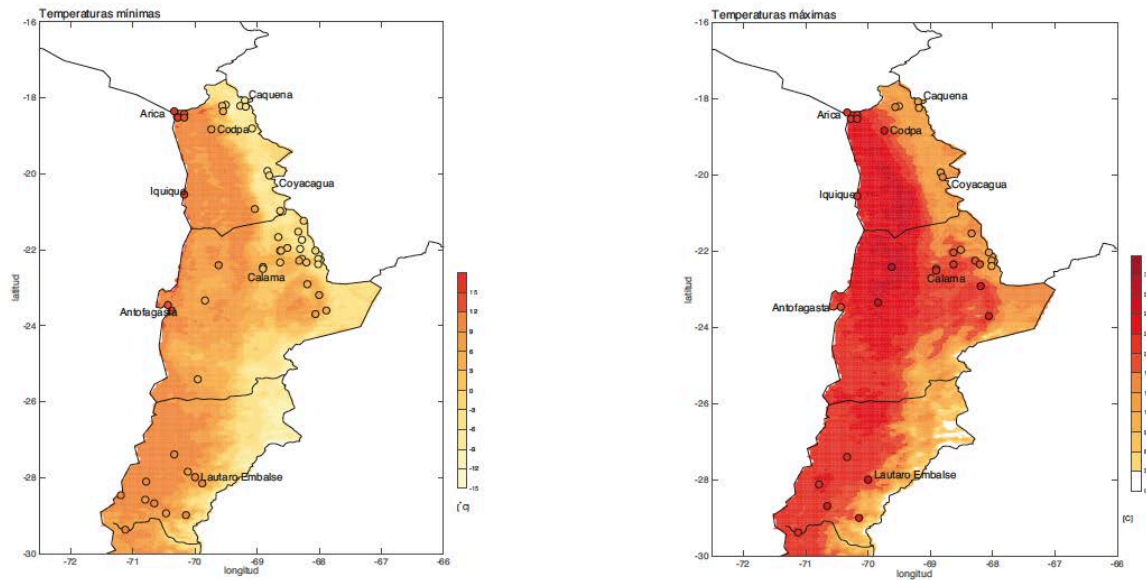 Temperaturas mínimas
-16
-18
-20
-22
-24
-26
-28
-30
latitud
-72
-71
-70
-69
-68
-67
-66
longitud
Caquena
Arica
Codpa
Iquique
Coyacagua
Calama
Antofagasta
Lautaro Embalse
15
12
9
6
3
0
-3
-6
-9
-12
-15
Temperaturas máximas
-16
-18
-20
-22
-24
-26
-28
-30
latitud
-72
-71
-70
-69
-68
-67
-66
longitud
Caquena
Arica
Codpa
Iquique
Coyacagua
Calama
Antofagasta
Lautaro Embalse
[C]